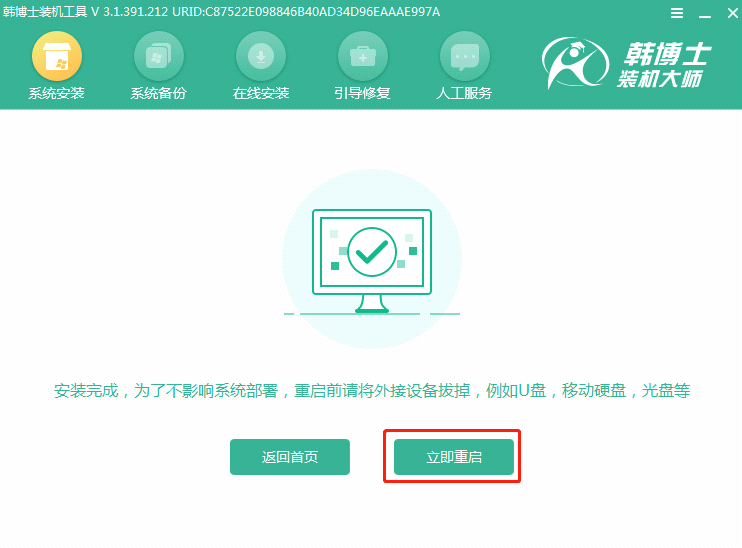 韩博士装机工具 V 3.1.391.212 URID:C87522E098846B40AD34D96EAAAE997A
系统安装
系统备份
在线安装
引导修复
人工服务
韩博士
装机大师
安装完成，为了不影响系统部署，重启前请将外接设备拔掉，例如U盘，移动硬盘，光盘等
返回首页
立即重启